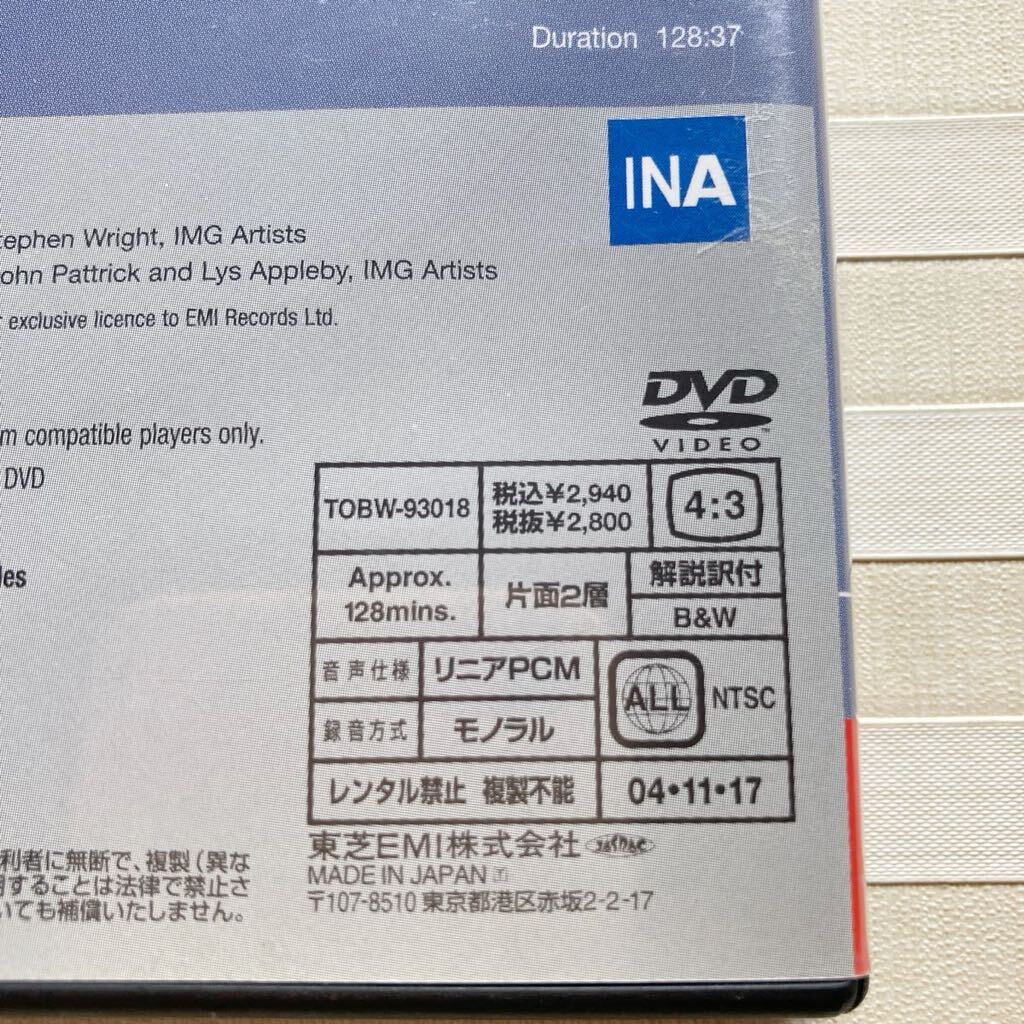 Duration 128:37
INA
tephen Wright, IMG Artists
ohn Pattrick and Lys Appleby, IMG Artists
exclusive licence to EMI Records Ltd.
DVD
VIDEO
m compatible players only.
DVD
TOBW-93018
税込¥2,940
税抜¥2,800
4:3
les
Approx.
128mins.
片面2層
解説訳付
B&W
音声仕様 リニアPCM
録音方式 モノラル
ALL NTSC
レンタル禁止 複製不能
04・11・17
東芝EMI株式会社 JASRAC
MADE IN JAPAN T
〒107-8510 東京都港区赤坂2-2-17
利者に無断で、複製(異な
することは法律で禁止さ
いても補償いたしません。